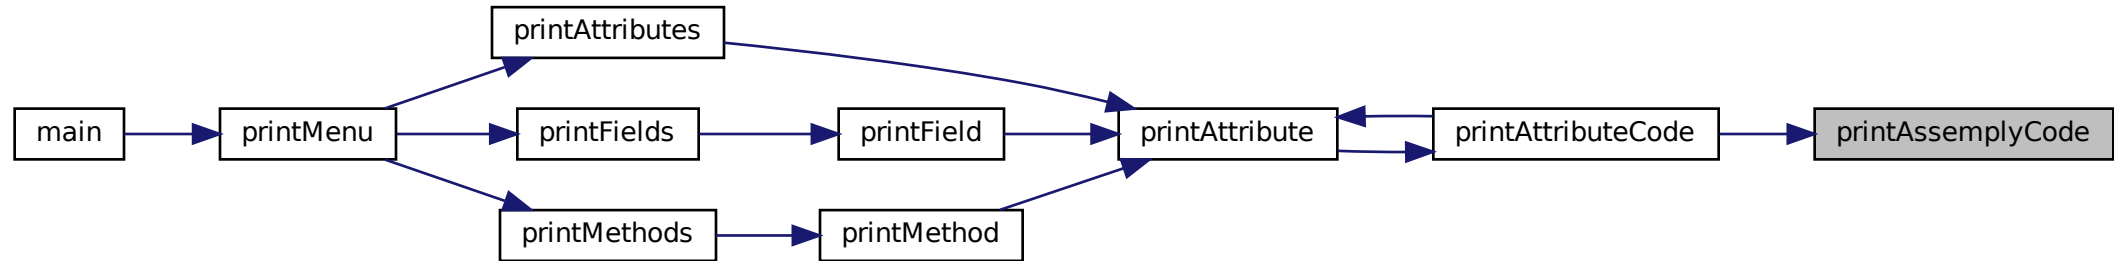 printAttributes
main
printMenu
printFields
printField
printAttribute
printAttributeCode
printAssemplyCode
printMethods
printMethod